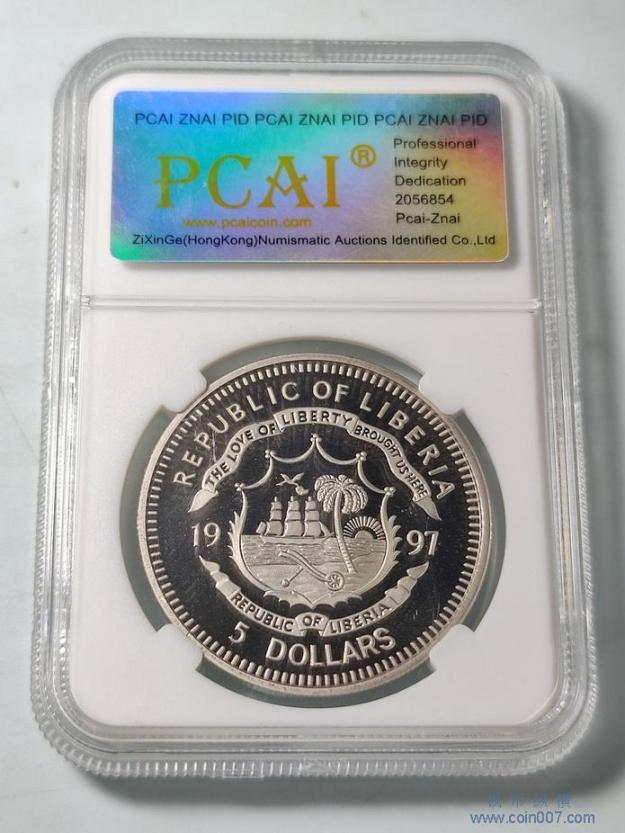 PCAI ZNAI PID PCAI ZNAI PID PCAI ZNAI PID
PCAI®
Professional
Integrity
Dedication
2056854
Pcai-Znai
www.pcaicoin.com
ZiXinGe(HongKong)Numismatic Auctions Identified Co.,Ltd
REPUBLIC OF LIBERIA
THE LOVE OF LIBERTY BROUGHT US HERE
19 97
REPUBLIC OF LIBERIA
5 DOLLARS
www.coin007.com